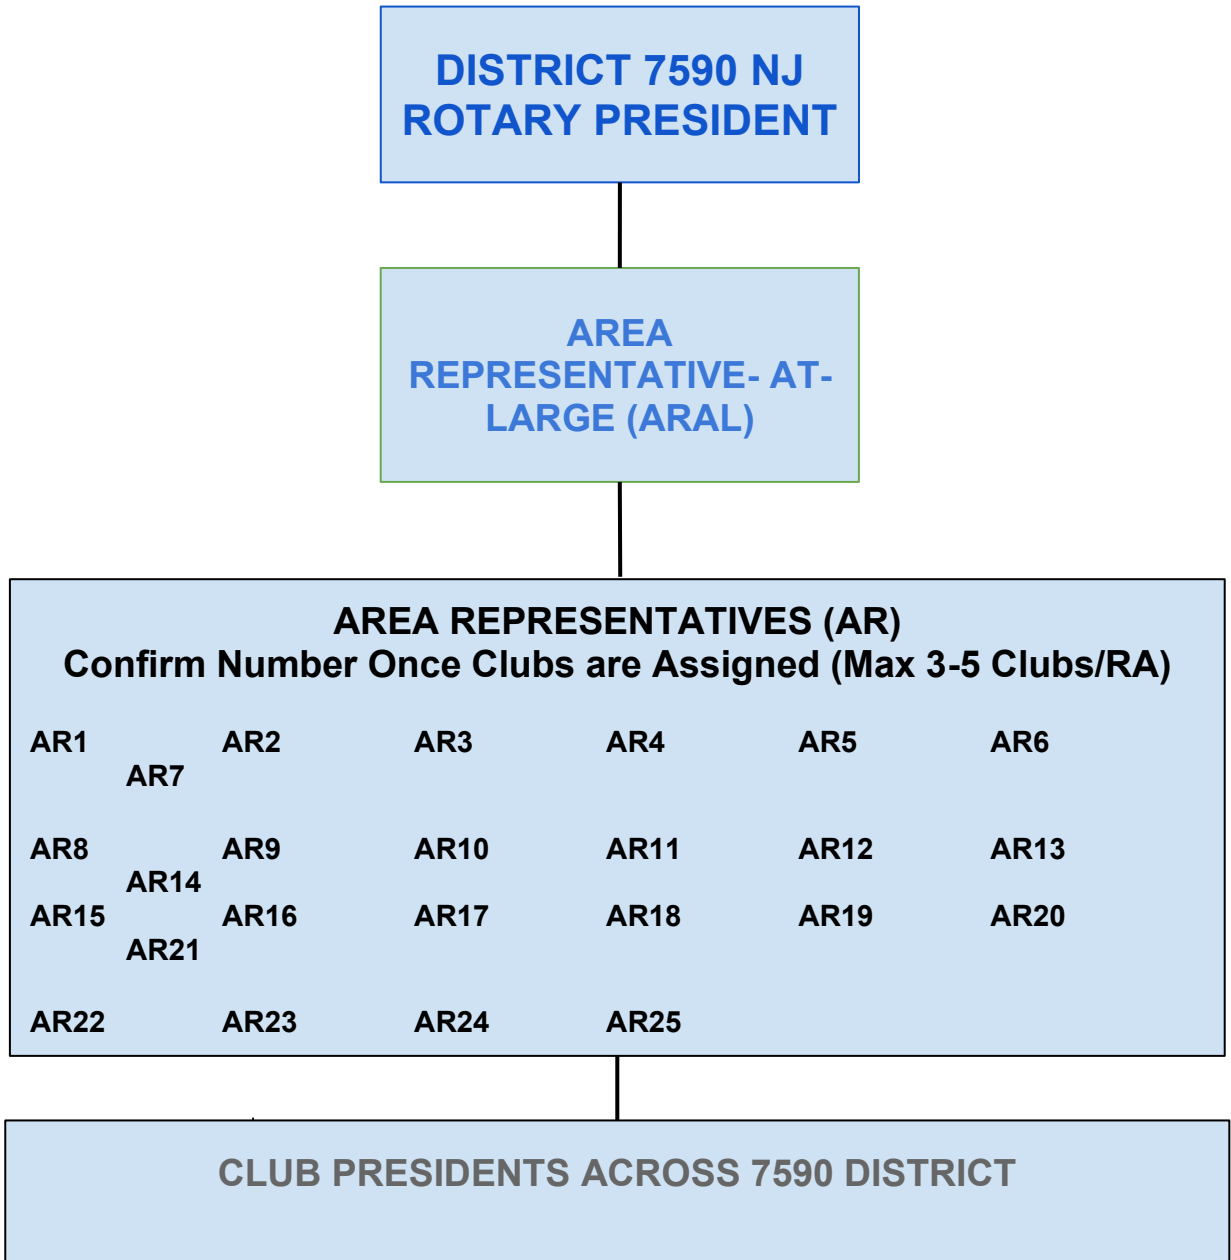 DISTRICT 7590 NJ
ROTARY PRESIDENT
AREA
REPRESENTATIVE- AT-
LARGE (ARAL)
AREA REPRESENTATIVES (AR)
Confirm Number Once Clubs are Assigned (Max 3-5 Clubs/RA)
AR1 AR2 AR3 AR4 AR5 AR6
AR7
AR8 AR9 AR10 AR11 AR12 AR13
AR14
AR15 AR16 AR17 AR18 AR19 AR20
AR21
AR22 AR23 AR24 AR25
CLUB PRESIDENTS ACROSS 7590 DISTRICT